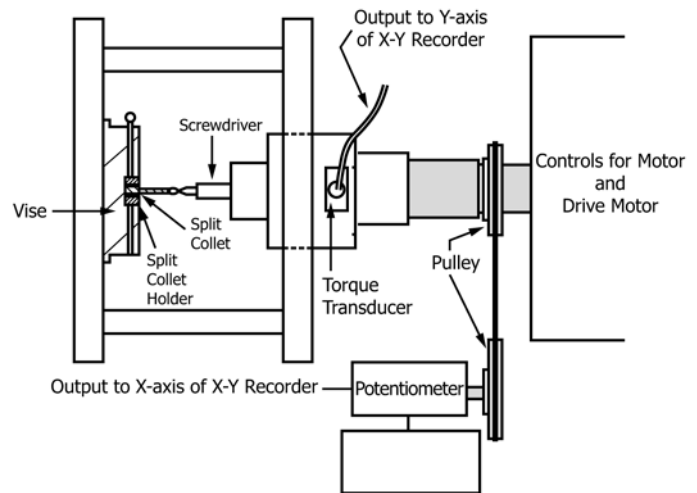 Output to Y-axis
of X-Y Recorder
Screwdriver
Controls for Motor
and
Drive Motor
Vise
Split
Collet
Split
Collet
Holder
Torque
Transducer
Pulley
Output to X-axis of X-Y Recorder
Potentiometer